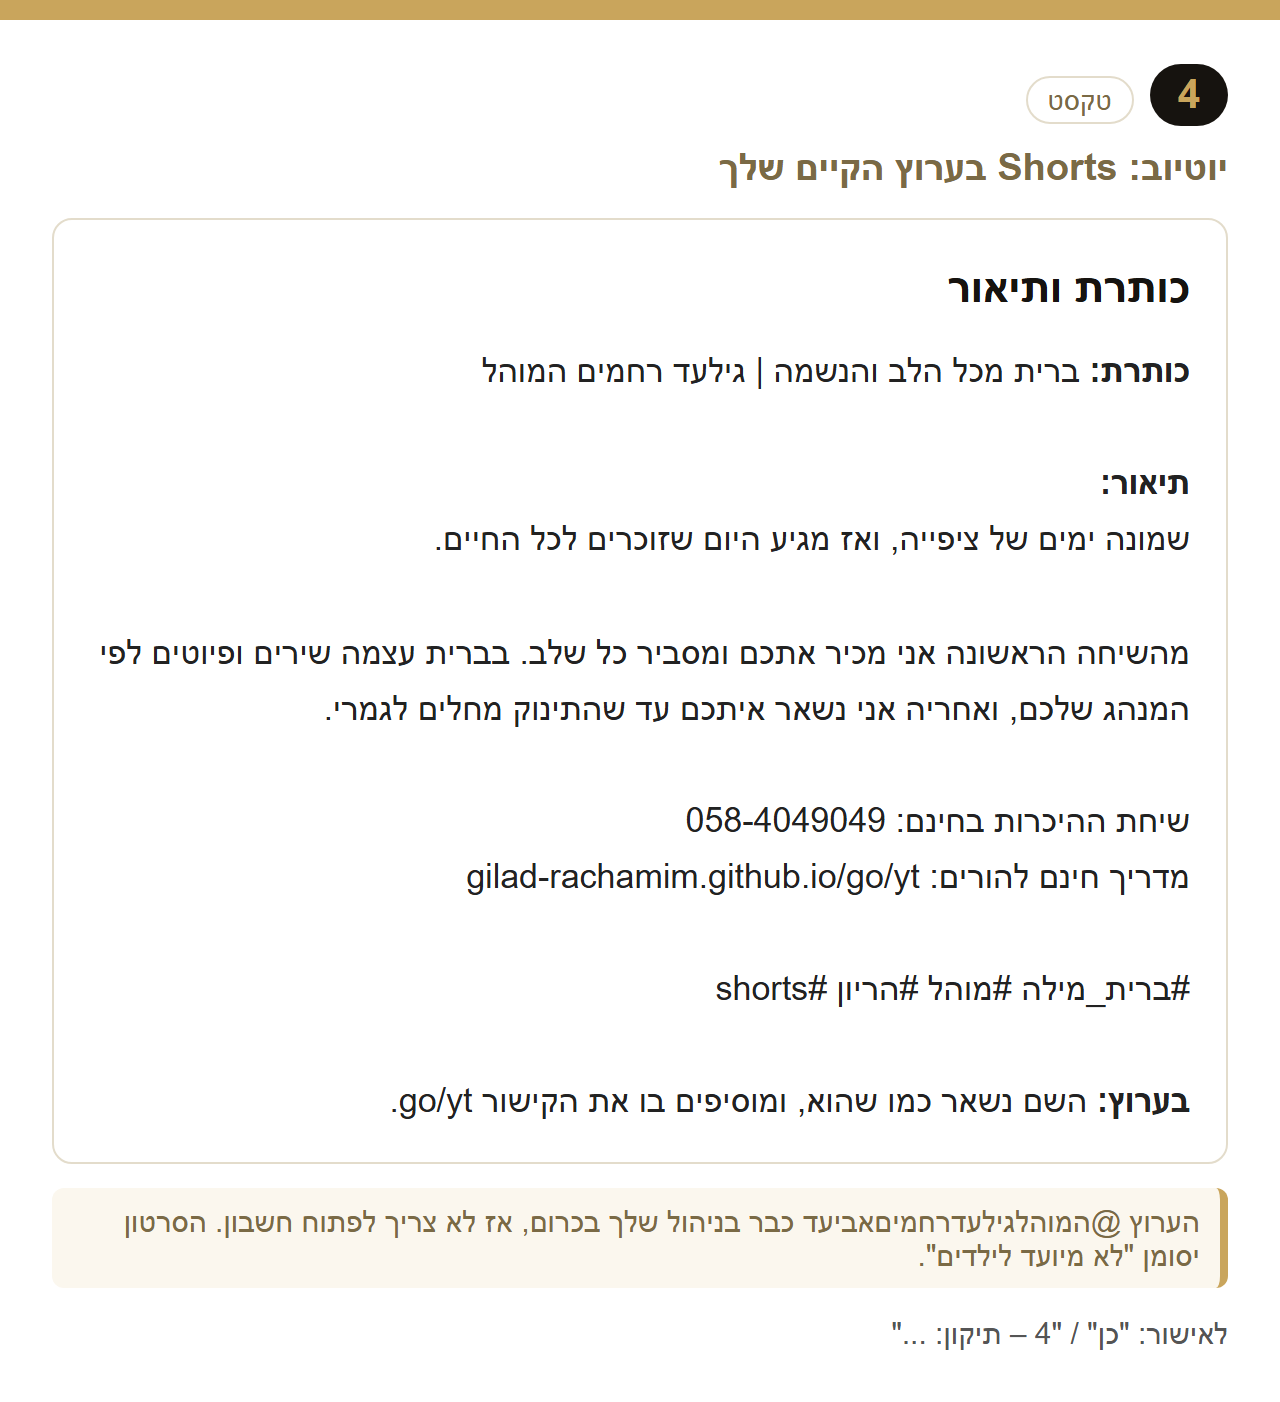 4
טקסט
יוטיוב: Shorts בערוץ הקיים שלך
כותרת ותיאור
כותרת: ברית מכל הלב והנשמה | גילעד רחמים המוהל
תיאור:
שמונה ימים של ציפייה, ואז מגיע היום שזוכרים לכל החיים.
מהשיחה הראשונה אני מכיר אתכם ומסביר כל שלב. בברית עצמה שירים ופיוטים לפי
המנהג שלכם, ואחריה אני נשאר איתכם עד שהתינוק מחלים לגמרי.
שיחת ההיכרות בחינם: 058-4049049
מדריך חינם להורים: gilad-rachamim.github.io/go/yt
#ברית_מילה #מוהל #הריון #shorts
בערוץ: השם נשאר כמו שהוא, ומוסיפים בו את הקישור go/yt.
הערוץ @המוהלגילעדרחמיםאביעד כבר בניהול שלך בכרום, אז לא צריך לפתוח חשבון. הסרטון
יסומן "לא מיועד לילדים".
לאישור: "כן" / "4 – תיקון: ..."